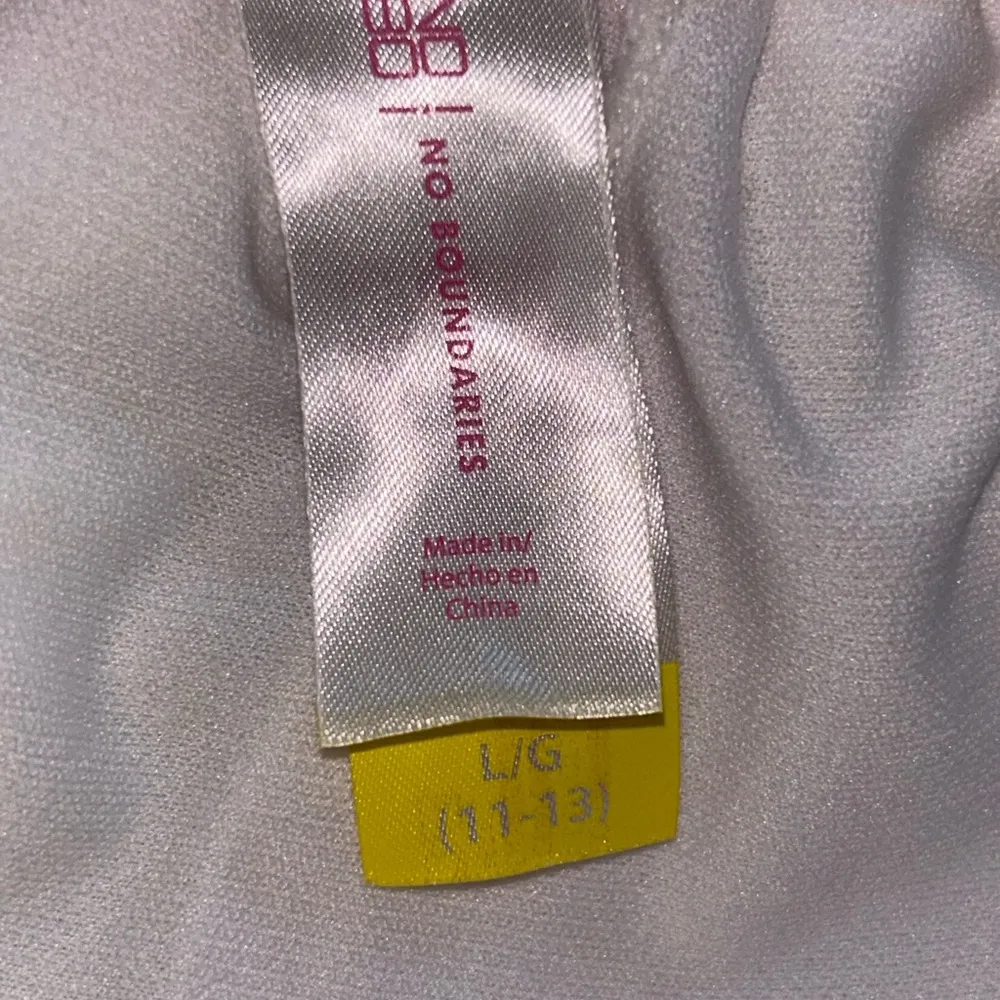 NO BOUNDARIES
Made in/
Hecho en
China
L/G
(11-13)